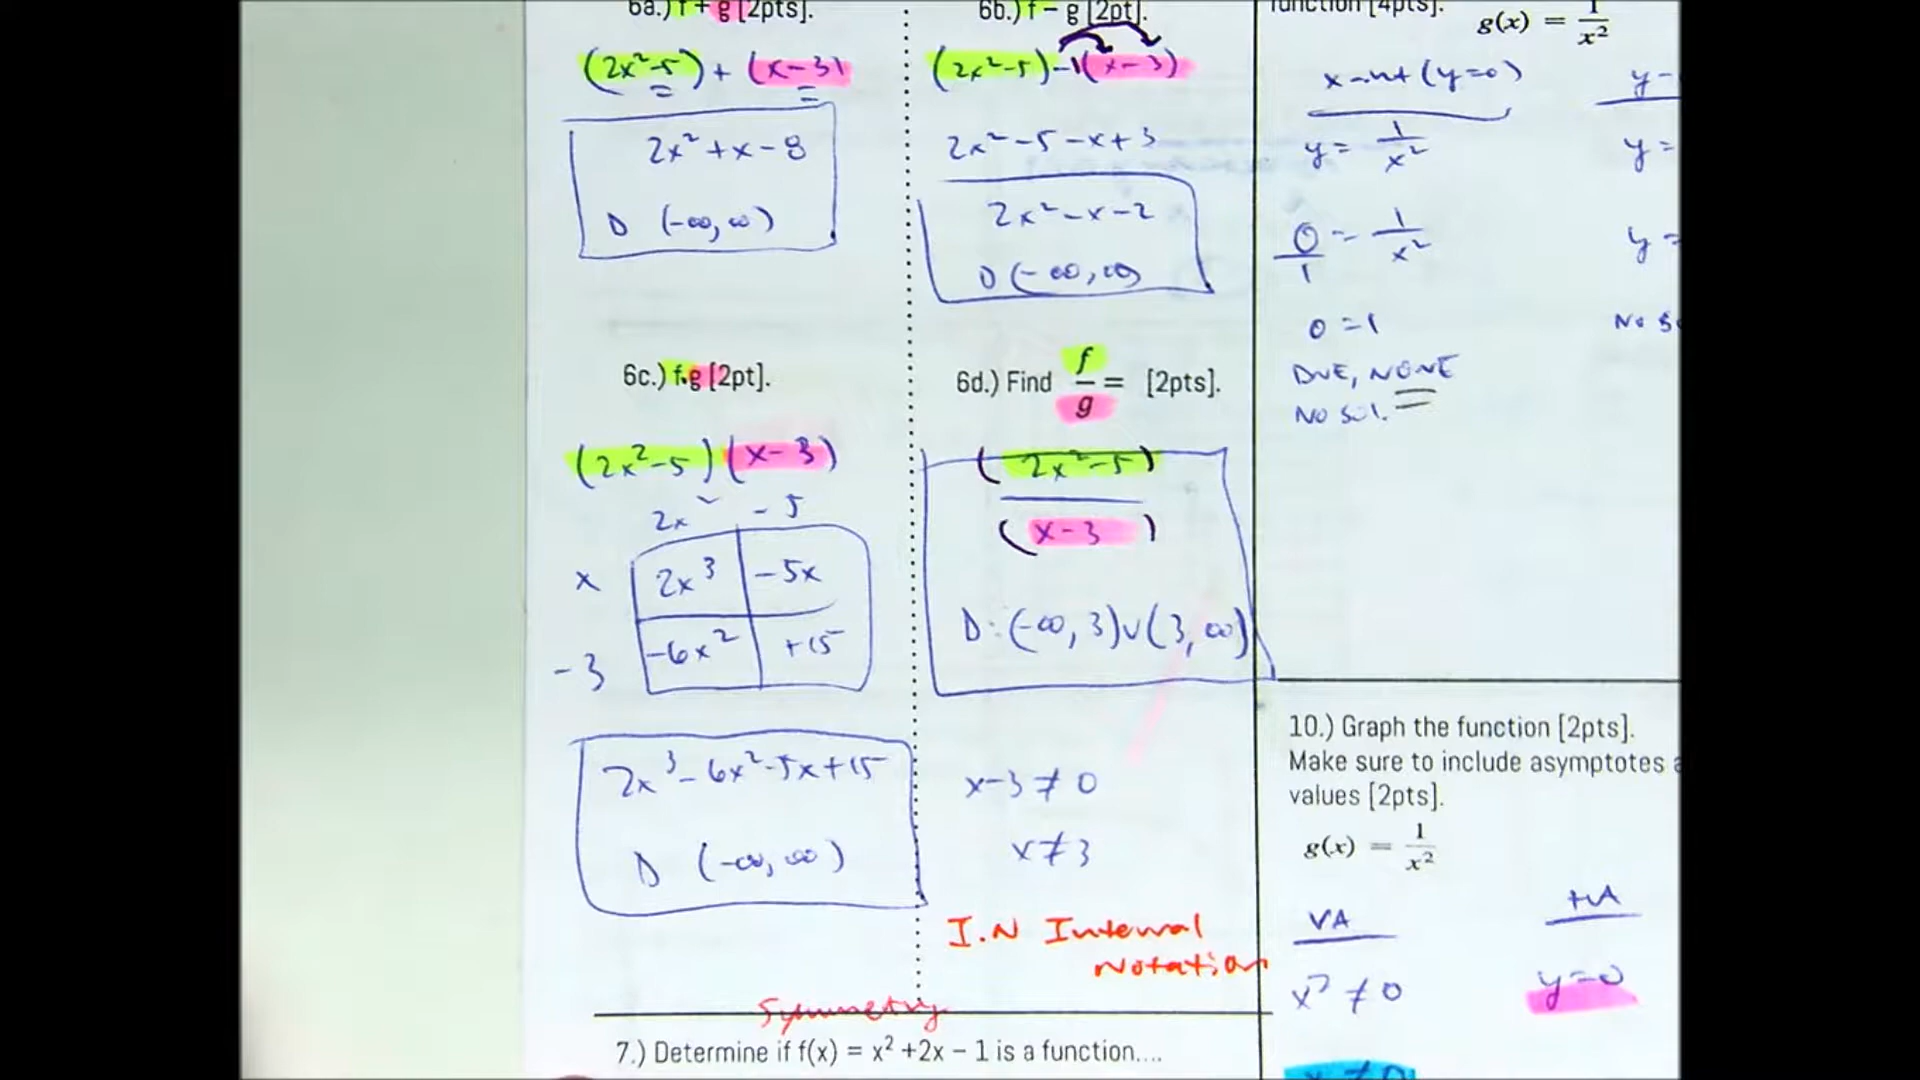 6a.) f + g [2pts].
(2x²-5) + (x-3)
2x² + x - 8
D (-∞, ∞)
6b.) f - g [2pt].
(2x²-5) -1(x-3)
2x² - 5 - x + 3
2x² - x - 2
D (-∞, ∞)
6c.) f·g [2pt].
(2x²-5)(x-3)
2x² - 5
x 2x³ -5x
-3 -6x² +15
2x³ - 6x² - 5x + 15
D (-∞, ∞)
6d.) Find f/g = [2pts].
(2x²-5)
(x-3)
D: (-∞, 3) ∪ (3, ∞)
x-3 ≠ 0
x ≠ 3
I.N Interval
Notation
Symmetry
7.) Determine if f(x) = x² +2x – 1 is a function....
function [4pts].
g(x) = 1/x²
x-int (y=0)
y-
y = 1/x²
y =
0/1 = 1/x²
y =
0 = 1
No s
DNE, NONE
No sol.
10.) Graph the function [2pts].
Make sure to include asymptotes a
values [2pts].
g(x) = 1/x²
VA
HA
x² ≠ 0
y=0
x ≠ 0